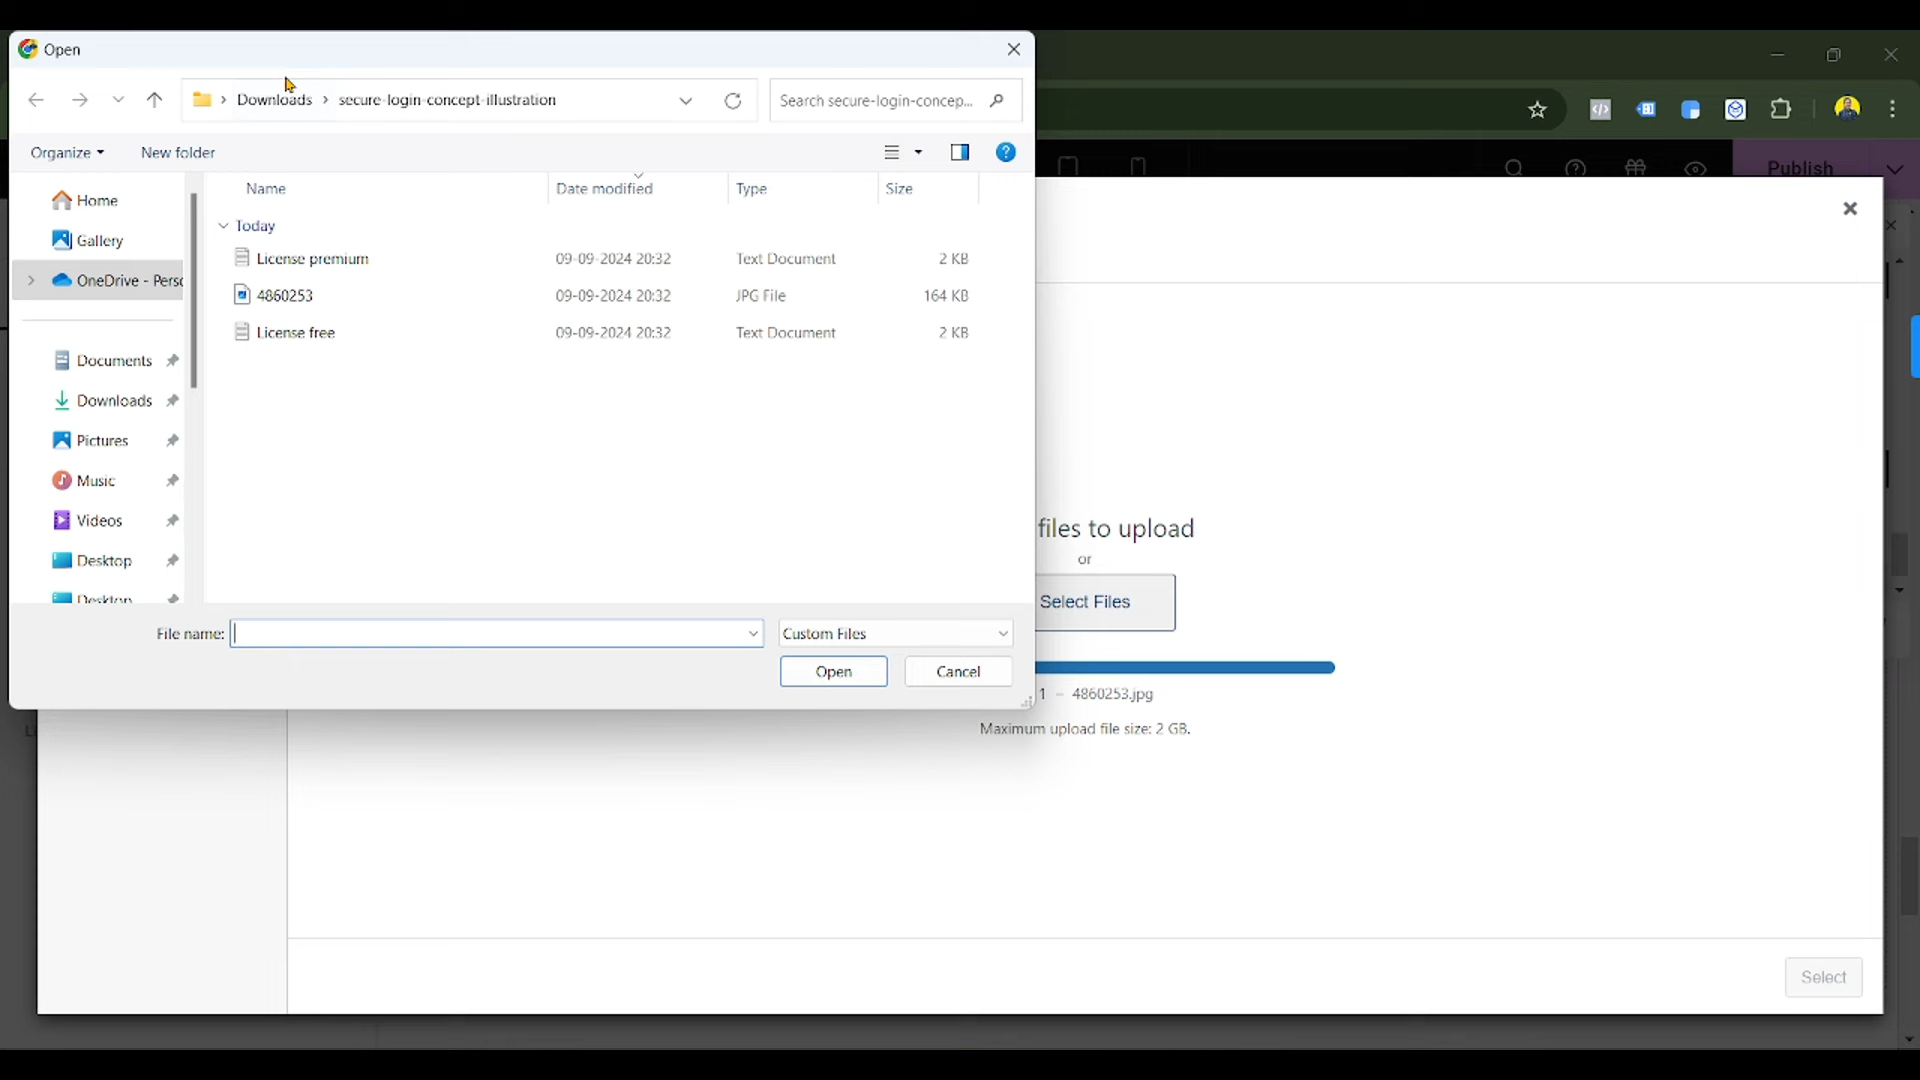 Open
Downloads › secure-login-concept-illustration
Search secure-login-concep...
Organize
New folder
Publish
Home
Gallery
OneDrive - Perso
Documents
Downloads
Pictures
Music
Videos
Desktop
Desktop
Name Date modified Type Size
Today
License premium 09-09-2024 20:32 Text Document 2 KB
4860253 09-09-2024 20:32 JPG File 164 KB
License free 09-09-2024 20:32 Text Document 2 KB
File name:
Custom Files
Open
Cancel
files to upload
or
Select Files
1 – 4860253.jpg
Maximum upload file size: 2 GB.
Select